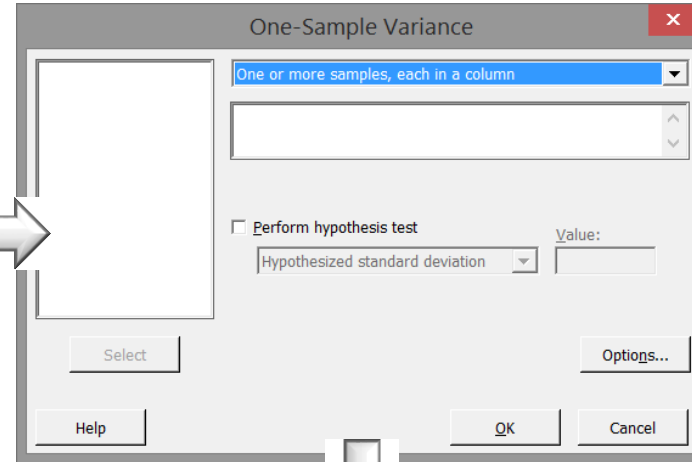 One-Sample Variance
x
One or more samples, each in a column
Perform hypothesis test
Value:
Hypothesized standard deviation
Select
Options...
Help
OK
Cancel